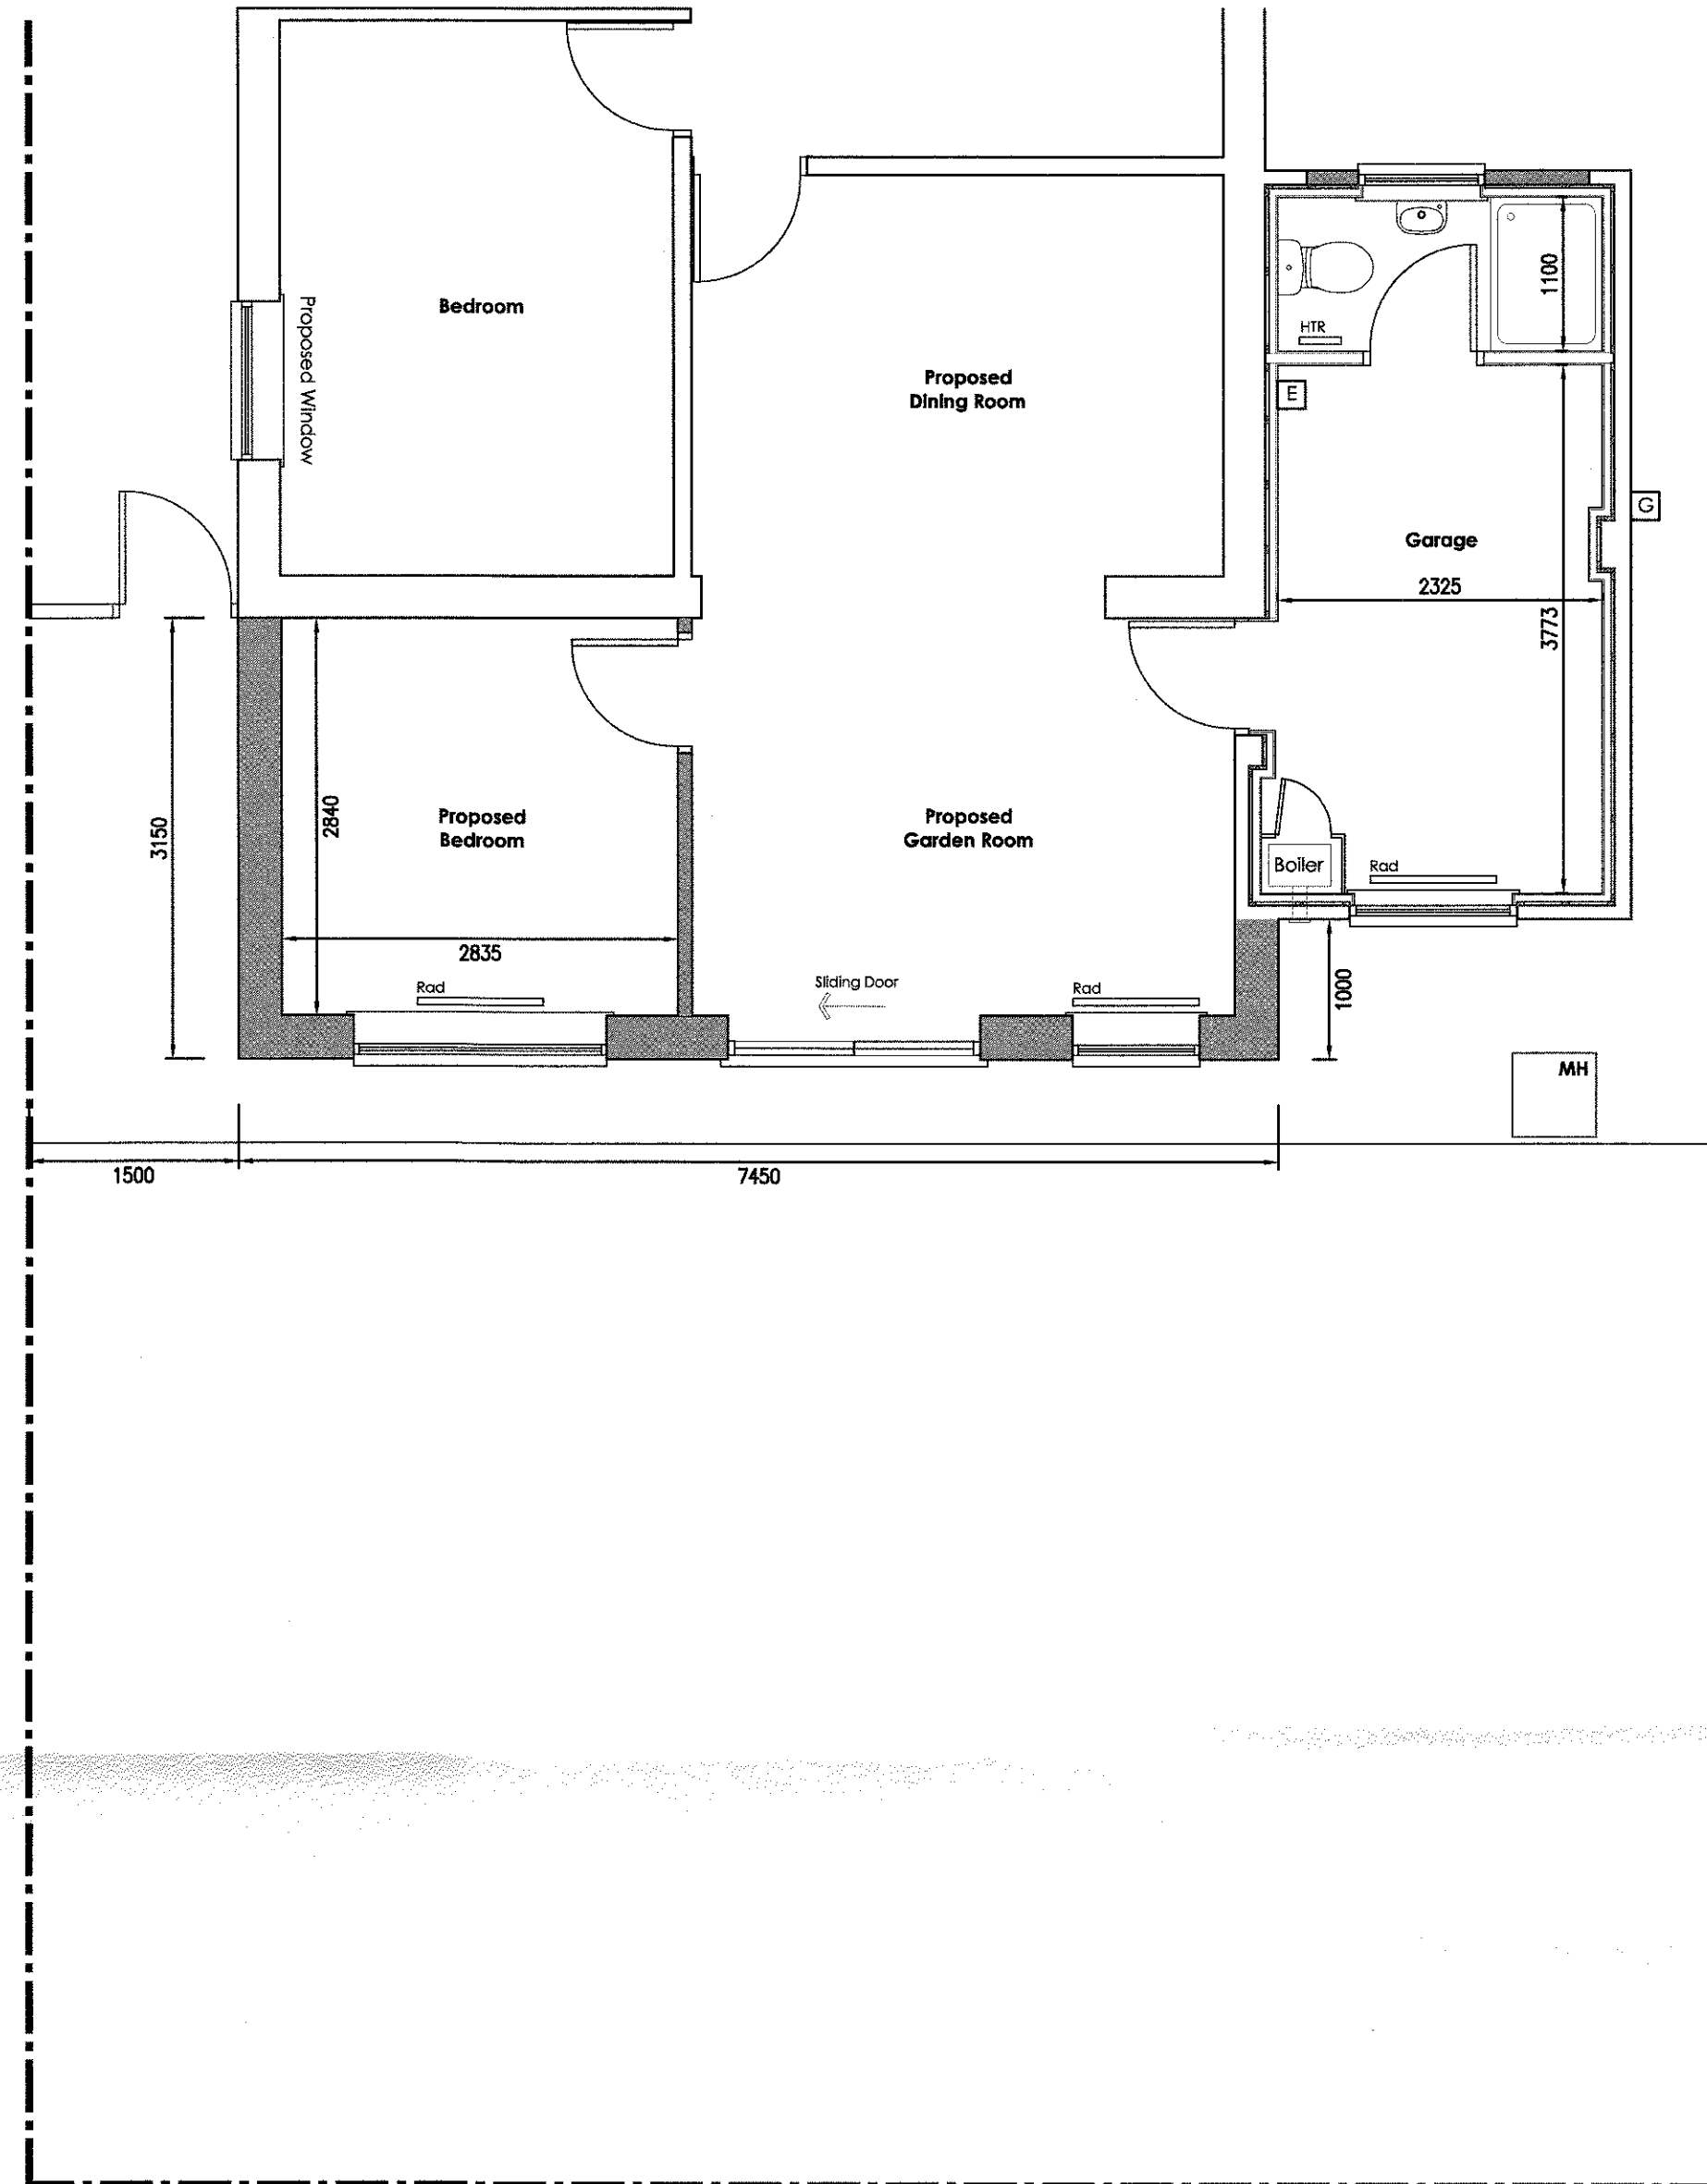 Bedroom
Proposed Window
Proposed
Dining Room
1100
HTR
E
G
Garage
2325
3773
3150
2840
Proposed
Bedroom
Proposed
Garden Room
Boiler
Rad
2835
Rad
Sliding Door
Rad
1000
MH
1500
7450